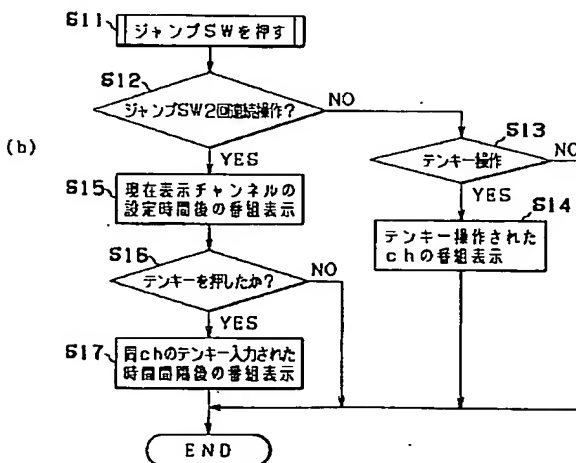 S11
ジャンプSWを押す
S12
ジャンプSW2回連続操作?
NO
(b)
S13
テンキー操作
NO
YES
S15
現在表示チャンネルの
設定時間後の番組表示
YES
S14
テンキー操作された
chの番組表示
S16
テンキーを押したか?
NO
YES
S17
同chのテンキー入力された
時間間隔後の番組表示
END